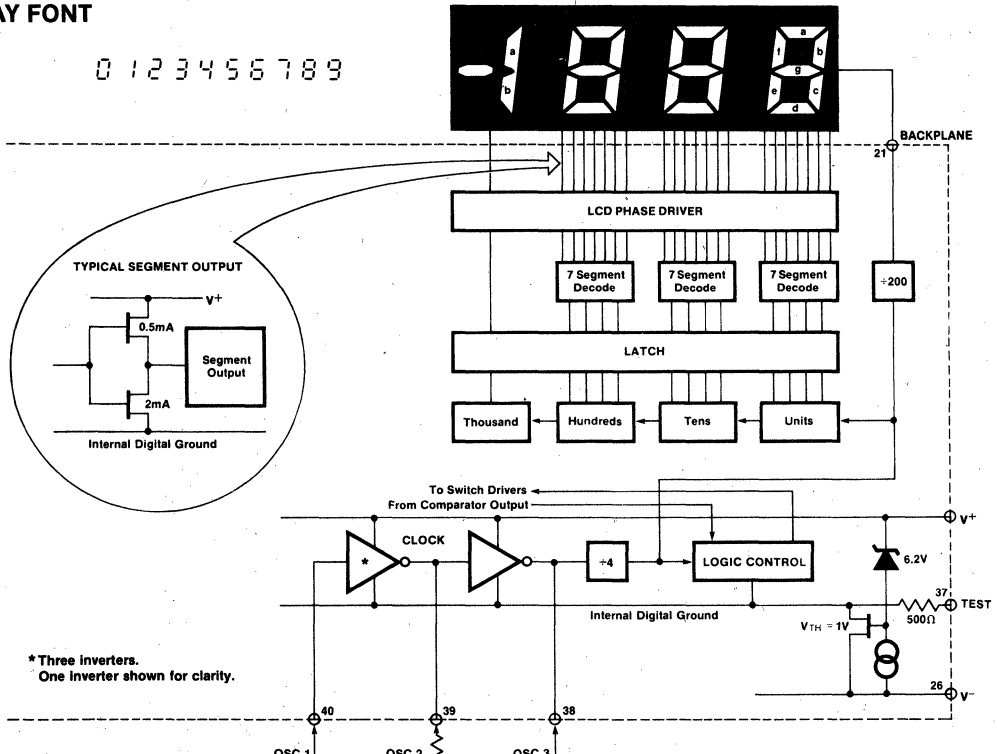 AY FONT
0 1 2 3 4 5 6 7 8 9
a
b
a
f
b
g
e
c
d
BACKPLANE
21
LCD PHASE DRIVER
TYPICAL SEGMENT OUTPUT
V+
0.5mA
Segment
Output
2mA
Internal Digital Ground
7 Segment
Decode
7 Segment
Decode
7 Segment
Decode
÷200
LATCH
Thousand
Hundreds
Tens
Units
To Switch Drivers
From Comparator Output
V+
CLOCK
*
÷4
LOGIC CONTROL
6.2V
Internal Digital Ground
VTH = 1V
500Ω
37
TEST
26
V-
* Three inverters.
One inverter shown for clarity.
40
39
38
OSC 1
OSC 2
OSC 3